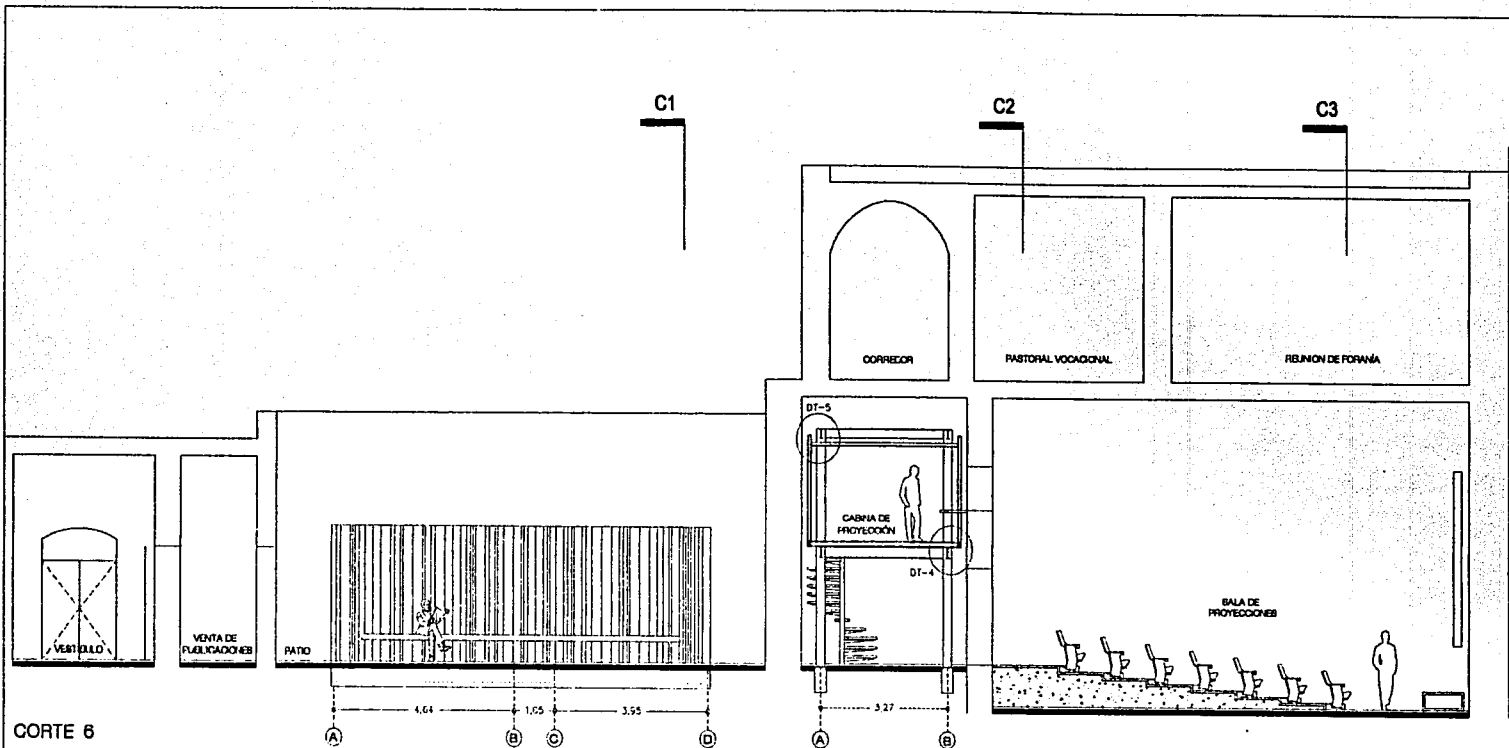 C1
C2
C3
CORREDOR
PASTORAL VOCACIONAL
REUNION DE FORANÍA
DT-5
CABINA DE
PROYECCIÓN
DT-4
SALA DE
PROYECCIONES
VESTIBULO
VENTA DE
PUBLICACIONES
PATIO
4,64
1,05
3,95
3,27
A
B
C
D
A
B
CORTE 6